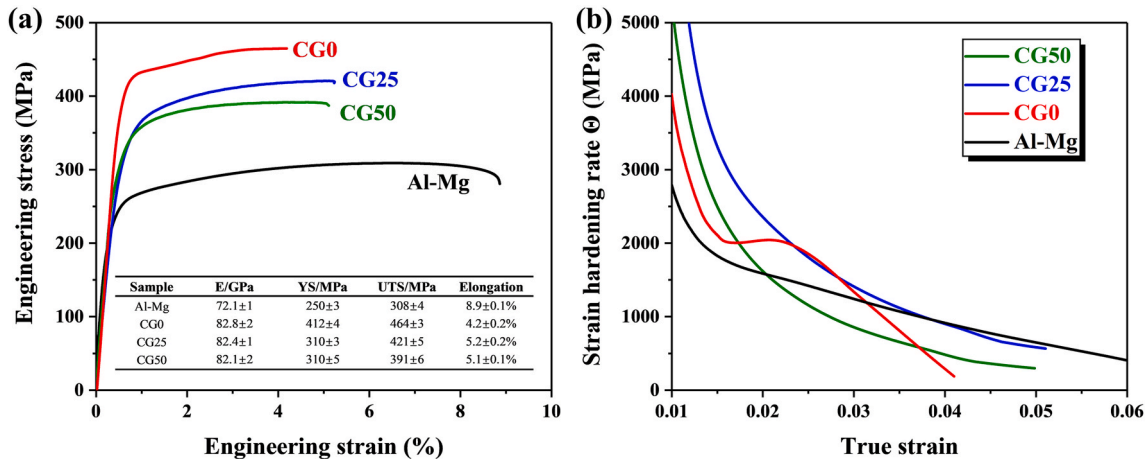 (a)
500
400
300
200
100
0
Engineering stress (MPa)
CG0
CG25
CG50
Al-Mg
Sample E/GPa YS/MPa UTS/MPa Elongation
Al-Mg 72.1±1 250±3 308±4 8.9±0.1%
CG0 82.8±2 412±4 464±3 4.2±0.2%
CG25 82.4±1 310±3 421±5 5.2±0.2%
CG50 82.1±2 310±5 391±6 5.1±0.1%
0 2 4 6 8 10
Engineering strain (%)
(b)
5000
4000
3000
2000
1000
0
Strain hardening rate Θ (MPa)
CG50
CG25
CG0
Al-Mg
0.01 0.02 0.03 0.04 0.05 0.06
True strain